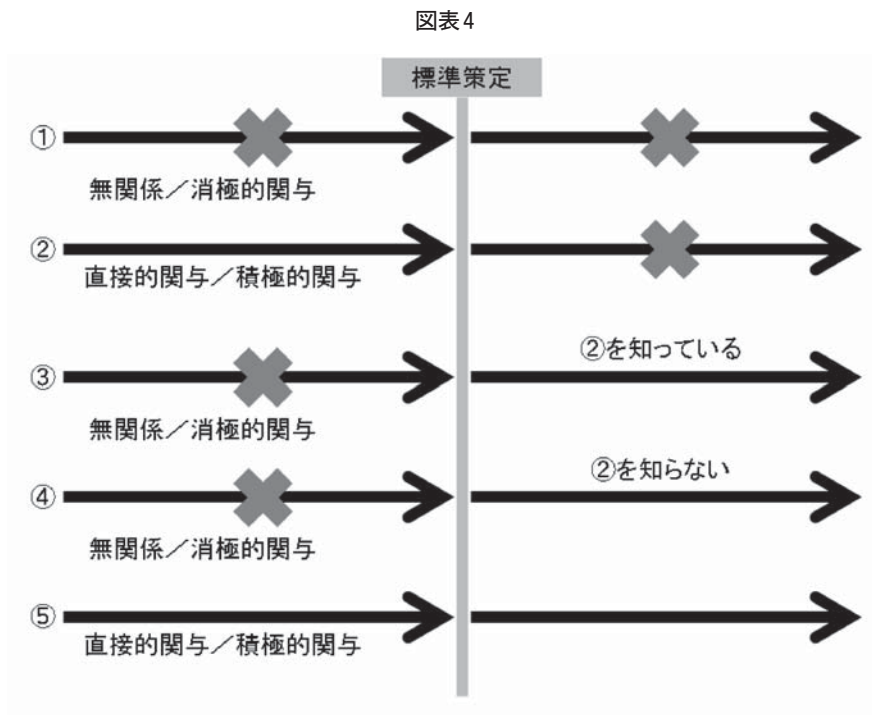 図表4
標準策定
①
無関係／消極的関与
②
直接的関与／積極的関与
③
②を知っている
無関係／消極的関与
④
②を知らない
無関係／消極的関与
⑤
直接的関与／積極的関与